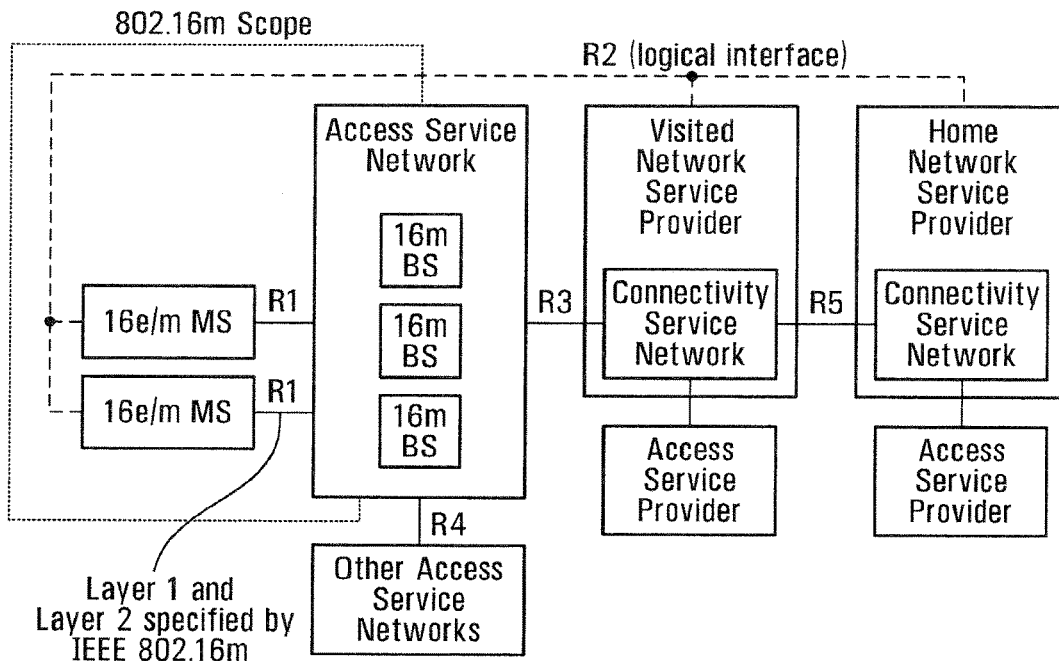 802.16m Scope
R2 (logical interface)
Access Service
Network
16m
BS
16m
BS
16m
BS
Visited
Network
Service
Provider
Home
Network
Service
Provider
16e/m MS
R1
16e/m MS
R1
R3
Connectivity
Service
Network
R5
Connectivity
Service
Network
Access
Service
Provider
Access
Service
Provider
R4
Other Access
Service
Networks
Layer 1 and
Layer 2 specified by
IEEE 802.16m